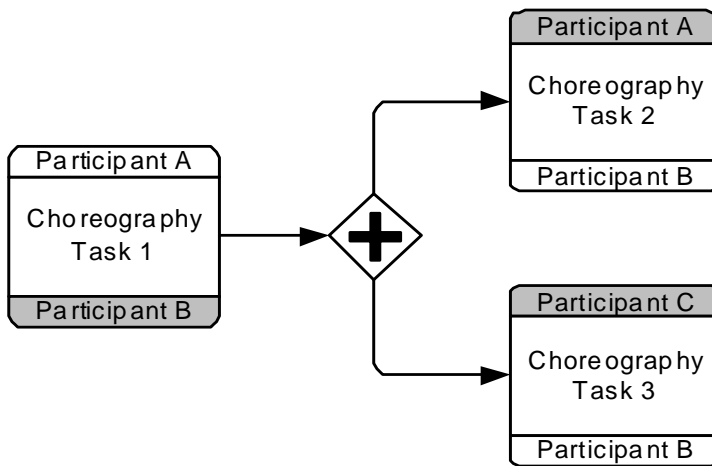 Participant A
Choreography
Task 1
Participant B
Participant A
Choreography
Task 2
Participant B
Participant C
Choreography
Task 3
Participant B